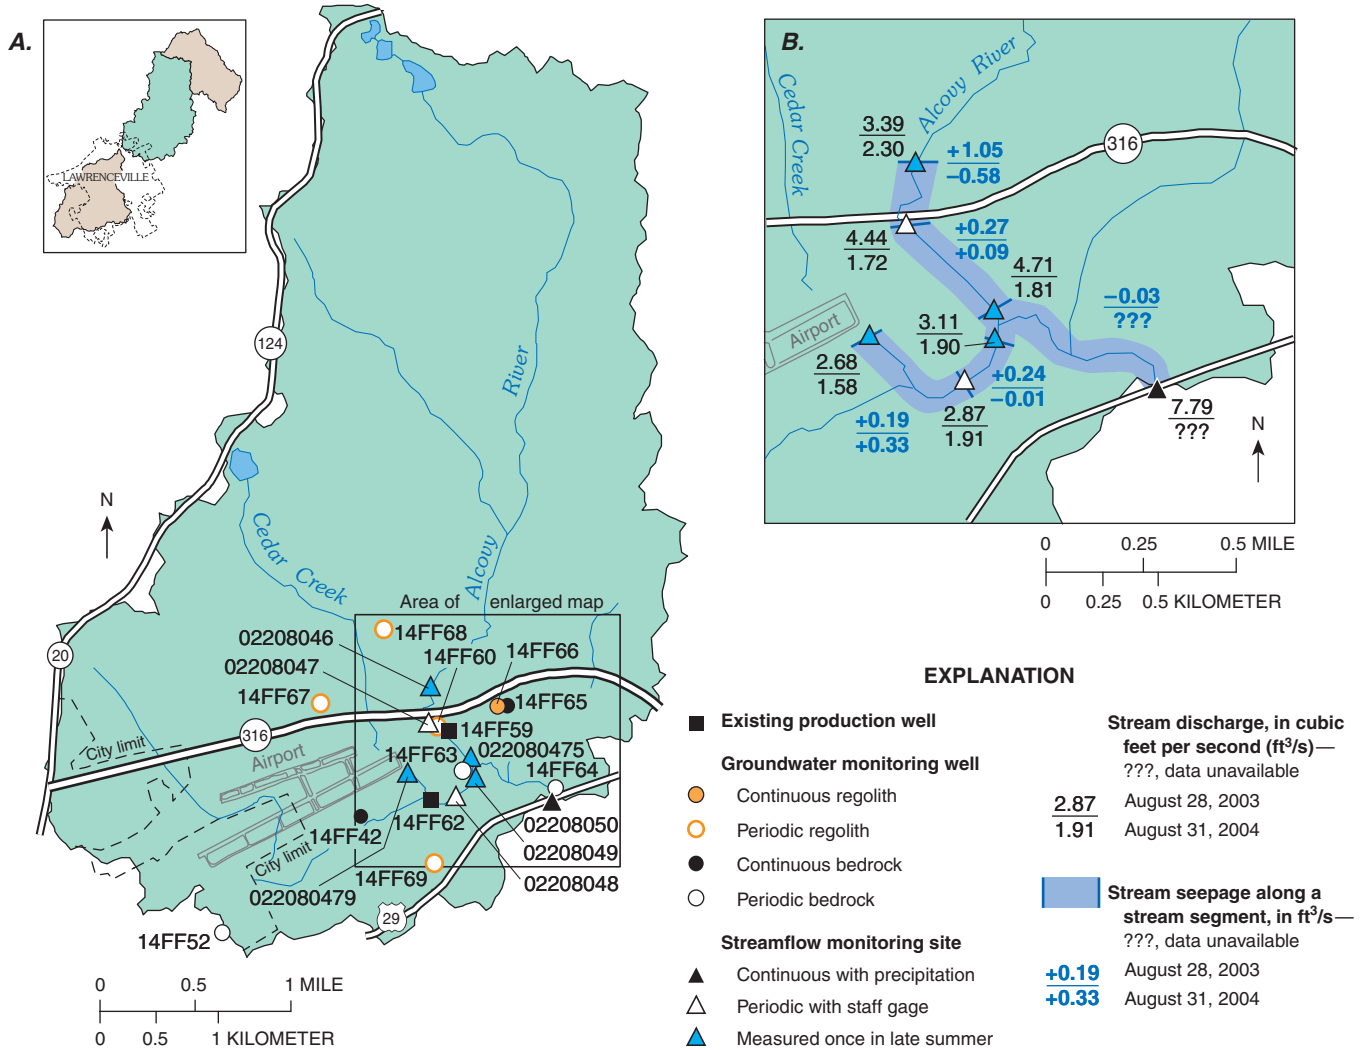 A.
LAWRENCEVILLE
124
River
N
Cedar Creek
Alcovy
Area of enlarged map
20
02208046
14FF68
14FF60
14FF66
02208047
14FF67
14FF65
316
City limit
14FF59
Airport
14FF63
022080475
14FF64
14FF42
14FF62
02208050
City limit
02208049
14FF69
022080479
02208048
29
14FF52
0 0.5 1 MILE
0 0.5 1 KILOMETER
B.
Cedar Creek
Alcovy River
3.39
2.30
+1.05
−0.58
316
4.44
1.72
+0.27
+0.09
4.71
1.81
−0.03
???
Airport
3.11
1.90
2.68
1.58
+0.24
−0.01
2.87
1.91
+0.19
+0.33
7.79
???
N
0 0.25 0.5 MILE
0 0.25 0.5 KILOMETER
EXPLANATION
Existing production well
Groundwater monitoring well
Continuous regolith
Periodic regolith
Continuous bedrock
Periodic bedrock
Streamflow monitoring site
Continuous with precipitation
Periodic with staff gage
Measured once in late summer
Stream discharge, in cubic
feet per second (ft³/s)—
???, data unavailable
2.87 August 28, 2003
1.91 August 31, 2004
Stream seepage along a
stream segment, in ft³/s—
???, data unavailable
+0.19 August 28, 2003
+0.33 August 31, 2004